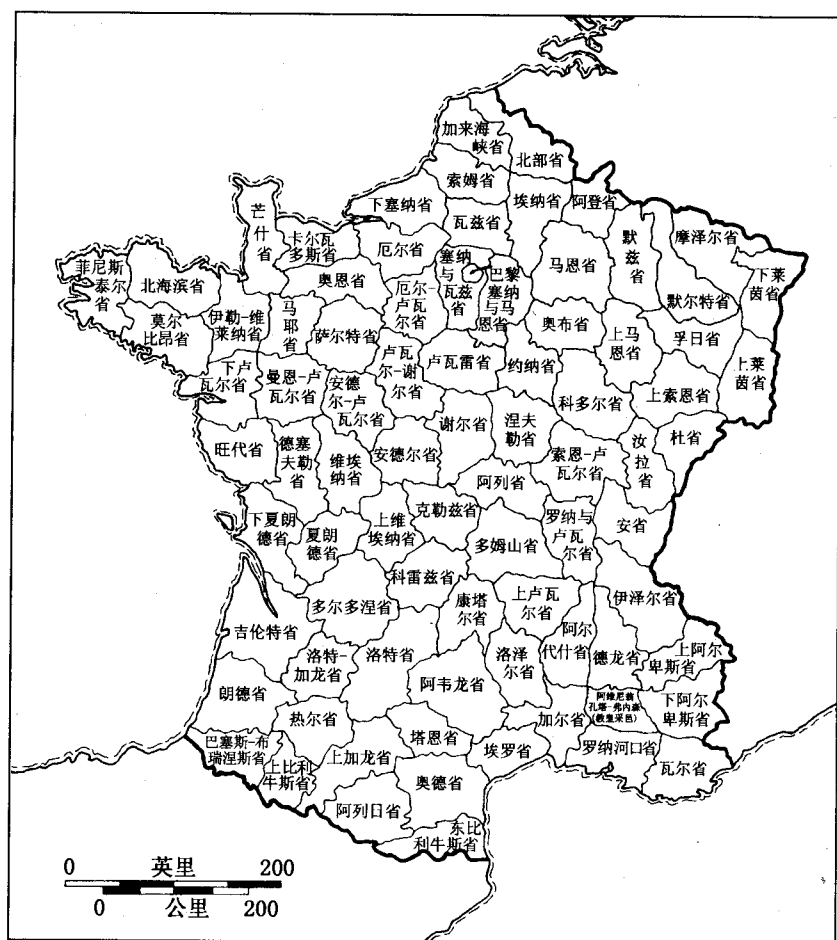 加来海
峡省
北部省
索姆省
下塞纳省
瓦兹省
埃纳省
阿登省
芒
什
省
卡尔瓦
多斯省
厄尔省
塞纳
与
瓦兹
省
巴黎
塞纳
与马
恩省
马恩省
默
兹
省
摩泽尔省
下莱
茵省
默尔特省
菲尼斯
泰尔
省
北海滨省
奥恩省
厄尔-
卢瓦
尔省
莫尔
比昂省
伊勒-维
莱纳省
马
耶
省
萨尔特省
奥布省
上马
恩省
孚日省
上莱
茵省
下卢
瓦尔省
曼恩-卢
瓦尔省
安德
尔-卢
瓦尔省
卢瓦
尔-谢
尔省
卢瓦雷省
约纳省
科多尔省
上索恩省
旺代省
德塞
夫勒
省
维埃
纳省
安德尔省
谢尔省
涅夫
勒省
索恩-卢
瓦尔省
汝
拉
省
杜省
下夏朗
德省
夏朗
德省
上维
埃纳省
克勒兹省
阿列省
多姆山省
罗纳与
卢瓦
尔省
安省
科雷兹省
吉伦特省
多尔多涅省
康塔
尔省
上卢瓦
尔省
阿尔
代什省
伊泽尔省
德龙省
上阿尔
卑斯省
朗德省
洛特-
加龙省
洛特省
阿韦龙省
洛泽
尔省
加尔省
阿维尼翁
孔塔-弗内森
(教皇采邑)
下阿尔
卑斯省
巴塞斯-布
瑞涅斯省
热尔省
上比利
牛斯省
上加龙省
塔恩省
埃罗省
罗纳河口省
瓦尔省
阿列日省
奥德省
东比
利牛斯省
0 英里 200
0 公里 200